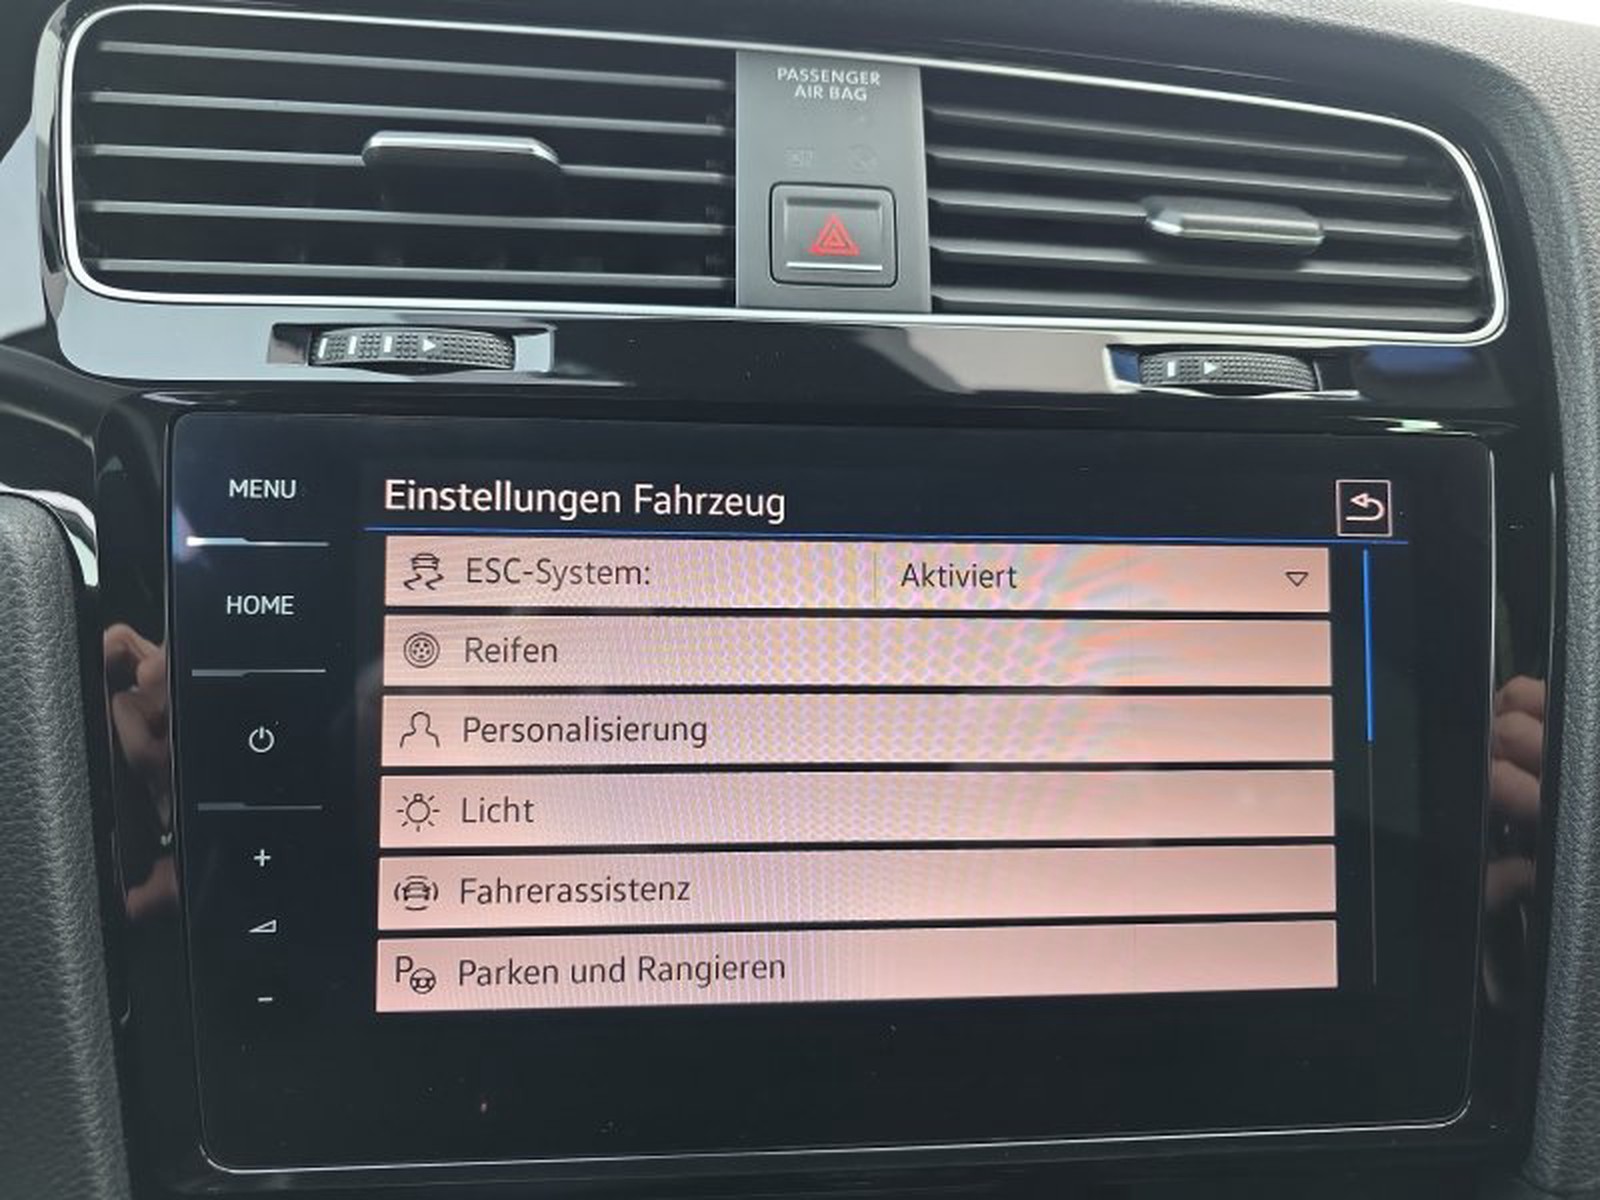 PASSENGER
AIR BAG
MENU
HOME
Einstellungen Fahrzeug
ESC-System: Aktiviert
Reifen
Personalisierung
Licht
Fahrerassistenz
Parken und Rangieren